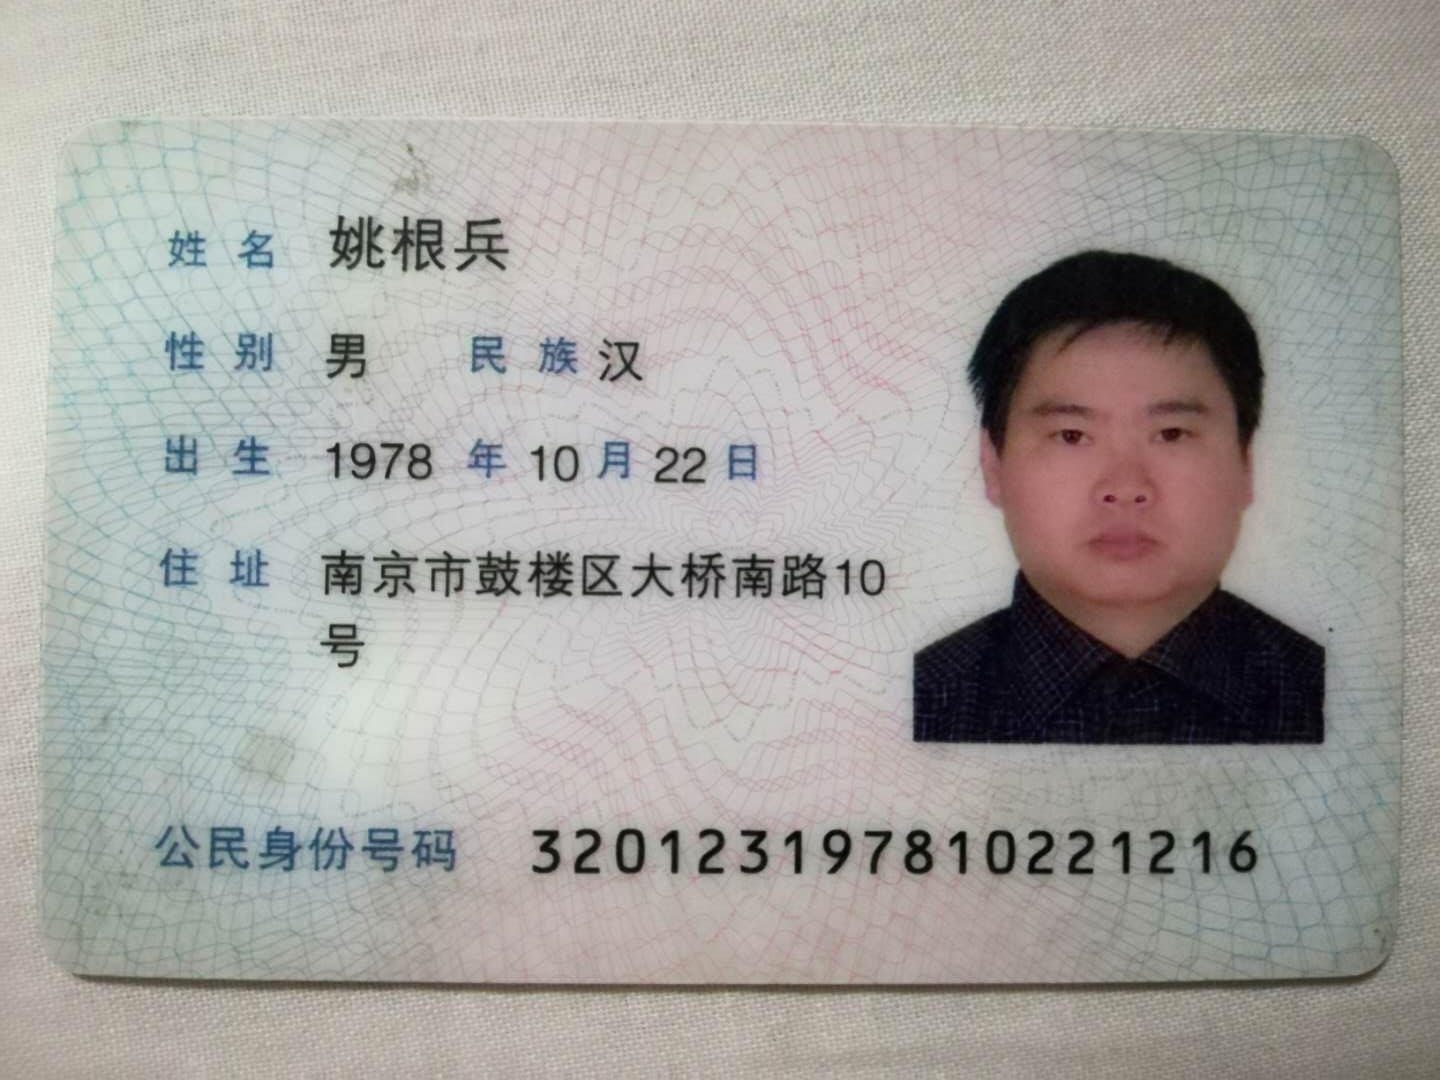 姓名 姚根兵
性别 男 民族 汉
出生 1978 年 10 月 22 日
住址 南京市鼓楼区大桥南路10
号
公民身份号码 320123197810221216